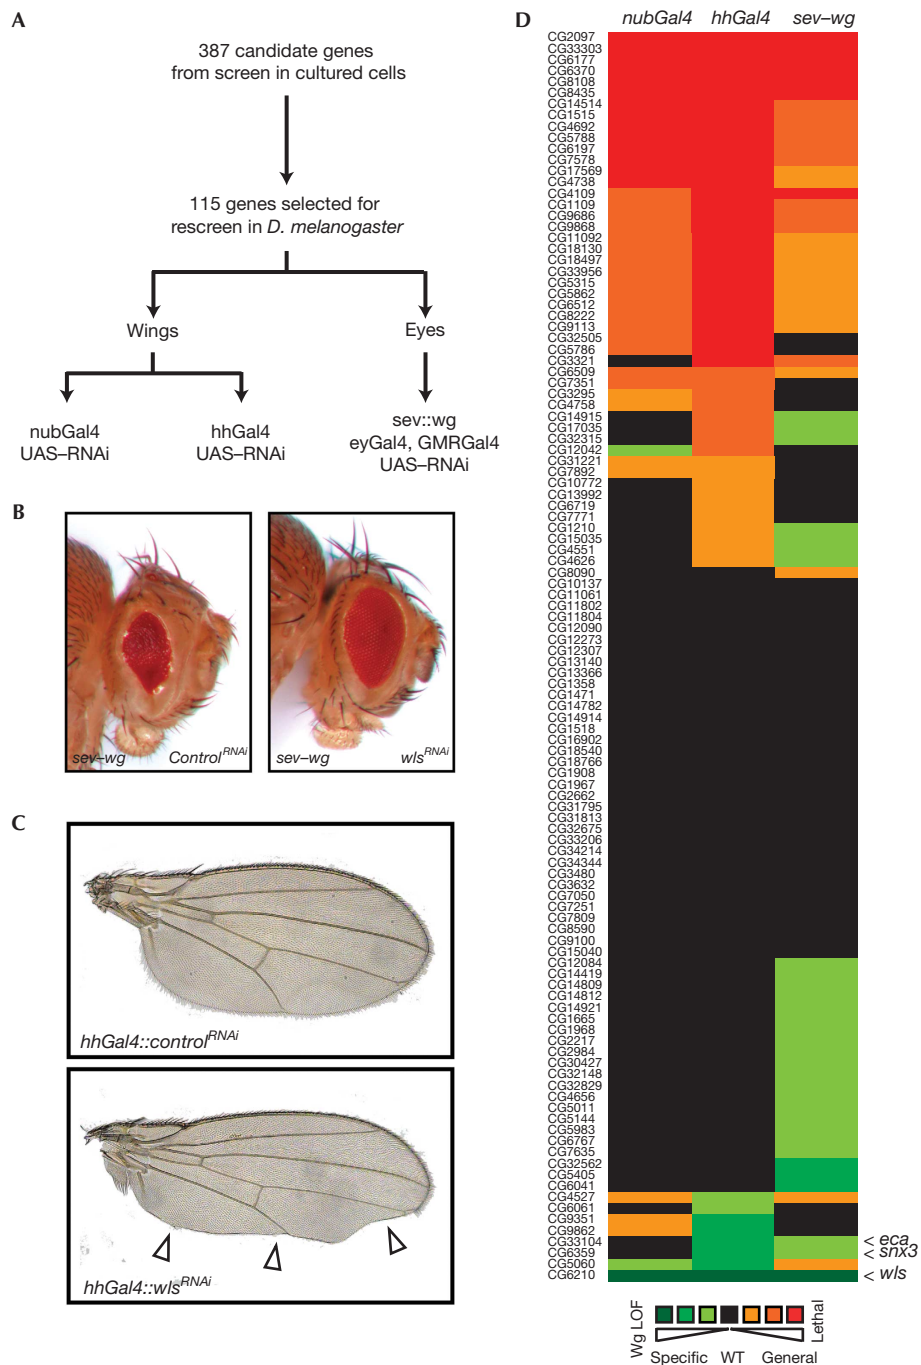 A
387 candidate genes
from screen in cultured cells
115 genes selected for
rescreen in D. melanogaster
Wings
Eyes
nubGal4
UAS–RNAi
hhGal4
UAS–RNAi
sev::wg
eyGal4, GMRGal4
UAS–RNAi
B
sev–wg
Control^RNAi
sev–wg
wls^RNAi
C
hhGal4::control^RNAi
hhGal4::wls^RNAi
D
nubGal4
hhGal4
sev–wg
CG2097
CG33303
CG6177
CG6370
CG8108
CG8435
CG14514
CG1515
CG4692
CG5788
CG6197
CG7578
CG17569
CG4738
CG4109
CG1109
CG9686
CG9868
CG11092
CG18130
CG18497
CG33956
CG5315
CG5862
CG6512
CG8222
CG9113
CG32505
CG5786
CG3321
CG6509
CG7351
CG3295
CG4758
CG14915
CG17035
CG32315
CG12042
CG31221
CG7892
CG10772
CG13992
CG6719
CG7771
CG1210
CG15035
CG4551
CG4626
CG8090
CG10137
CG11061
CG11802
CG11804
CG12090
CG12273
CG12307
CG13140
CG13366
CG1358
CG1471
CG14782
CG14914
CG1518
CG16902
CG18540
CG18766
CG1908
CG1967
CG2662
CG31795
CG31813
CG32675
CG33206
CG34214
CG34344
CG3480
CG3632
CG7050
CG7251
CG7809
CG8590
CG9100
CG15040
CG12084
CG14419
CG14809
CG14812
CG14921
CG1665
CG1968
CG2217
CG2984
CG30427
CG32148
CG32829
CG4656
CG5011
CG5144
CG5983
CG6767
CG7635
CG32562
CG5405
CG6041
CG4527
CG6061
CG9351
CG9862
CG33104
CG6359
CG5060
CG6210
< eca
< snx3
< wls
Wg LOF
Lethal
Specific
WT
General